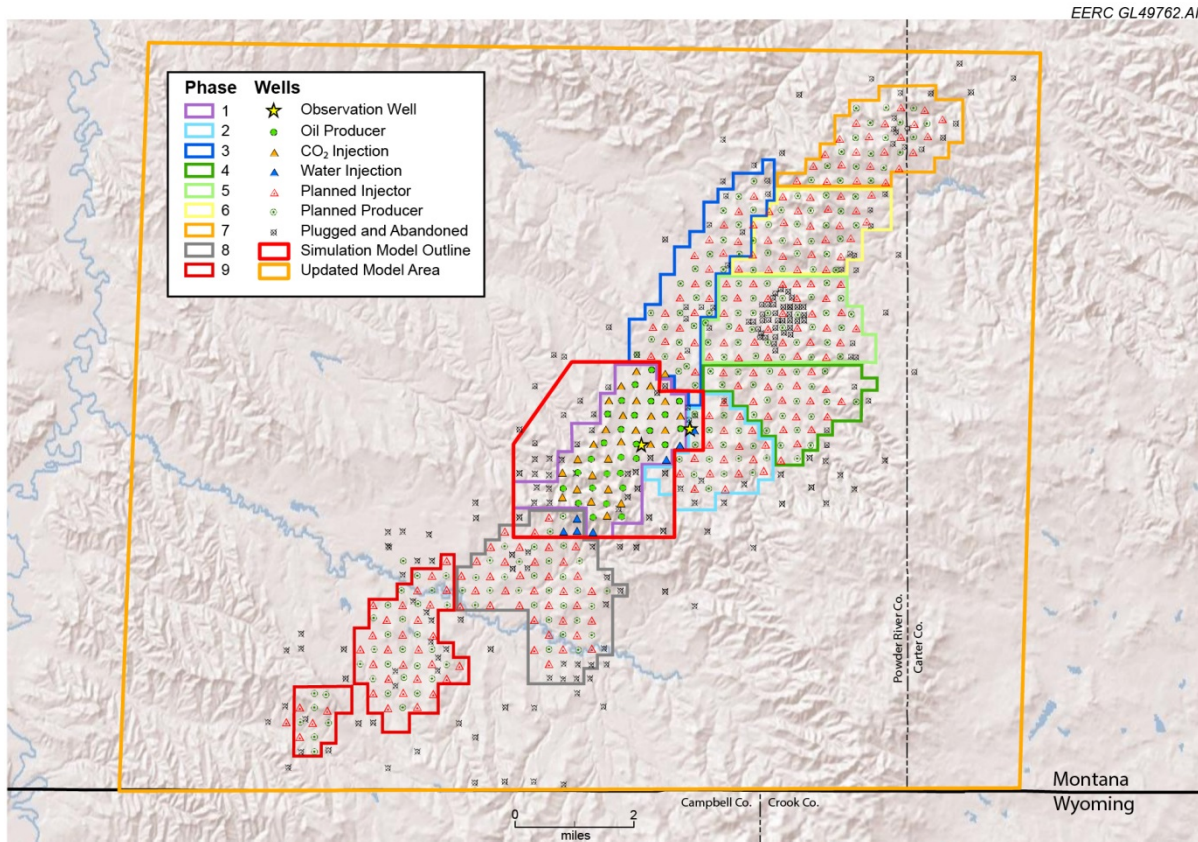 EERC GL49762.AI
Phase Wells
1 Observation Well
2 Oil Producer
3 CO₂ Injection
4 Water Injection
5 Planned Injector
6 Planned Producer
7 Plugged and Abandoned
8 Simulation Model Outline
9 Updated Model Area
Powder River Co.
Carter Co.
Montana
Wyoming
Campbell Co. Crook Co.
0 2
miles